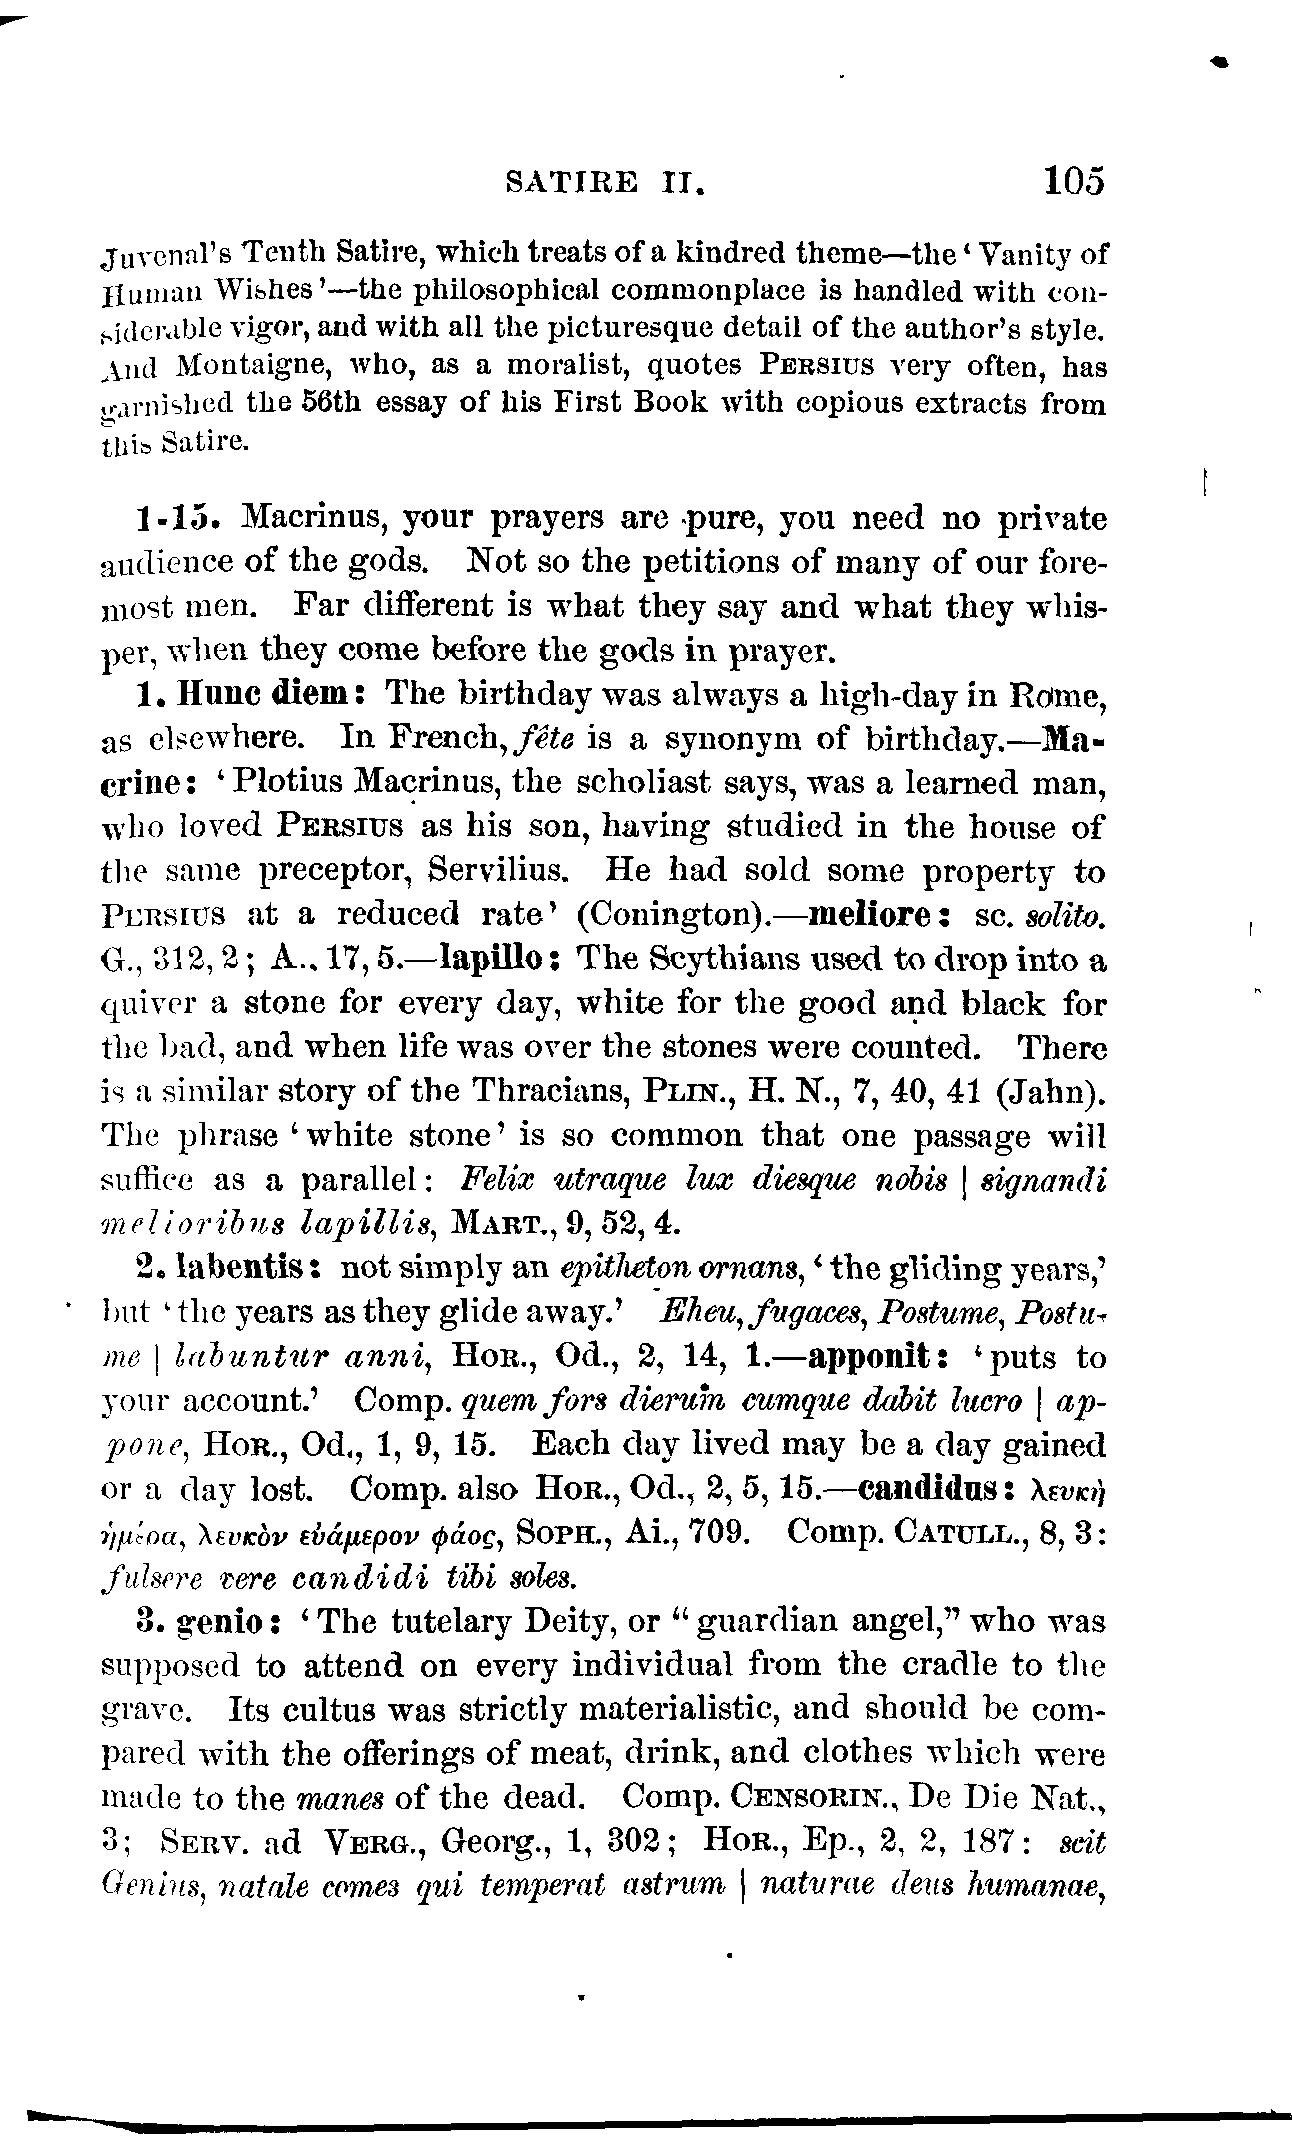 SATIRE II. 105
Juvenal's Tenth Satire, which treats of a kindred theme—the 'Vanity of
Human Wishes'—the philosophical commonplace is handled with con-
siderable vigor, and with all the picturesque detail of the author's style.
And Montaigne, who, as a moralist, quotes PERSIUS very often, has
garnished the 56th essay of his First Book with copious extracts from
this Satire.
1-15. Macrinus, your prayers are pure, you need no private
audience of the gods. Not so the petitions of many of our fore-
most men. Far different is what they say and what they whis-
per, when they come before the gods in prayer.
1. Hunc diem: The birthday was always a high-day in Rome,
as elsewhere. In French, fête is a synonym of birthday.—Ma-
crine: 'Plotius Macrinus, the scholiast says, was a learned man,
who loved PERSIUS as his son, having studied in the house of
the same preceptor, Servilius. He had sold some property to
PERSIUS at a reduced rate' (Conington).—meliore: sc. solito.
G., 312, 2; A., 17, 5.—lapillo: The Scythians used to drop into a
quiver a stone for every day, white for the good and black for
the bad, and when life was over the stones were counted. There
is a similar story of the Thracians, PLIN., H. N., 7, 40, 41 (Jahn).
The phrase 'white stone' is so common that one passage will
suffice as a parallel: Felix utraque lux diesque nobis | signandi
melioribus lapillis, MART., 9, 52, 4.
2. labentis: not simply an epitheton ornans, 'the gliding years,'
but 'the years as they glide away.' Eheu, fugaces, Postume, Postu-
me | labuntur anni, HOR., Od., 2, 14, 1.—apponit: 'puts to
your account.' Comp. quem fors dierum cumque dabit lucro | ap-
pone, HOR., Od., 1, 9, 15. Each day lived may be a day gained
or a day lost. Comp. also HOR., Od., 2, 5, 15.—candidus: λευκὴ
ἡμέρα, λευκὸν εὐάμερον φάος, SOPH., Ai., 709. Comp. CATULL., 8, 3:
fulsere vere candidi tibi soles.
3. genio: 'The tutelary Deity, or "guardian angel," who was
supposed to attend on every individual from the cradle to the
grave. Its cultus was strictly materialistic, and should be com-
pared with the offerings of meat, drink, and clothes which were
made to the manes of the dead. Comp. CENSORIN., De Die Nat.,
3; SERV. ad VERG., Georg., 1, 302; HOR., Ep., 2, 2, 187: scit
Genius, natale comes qui temperat astrum | naturae deus humanae,